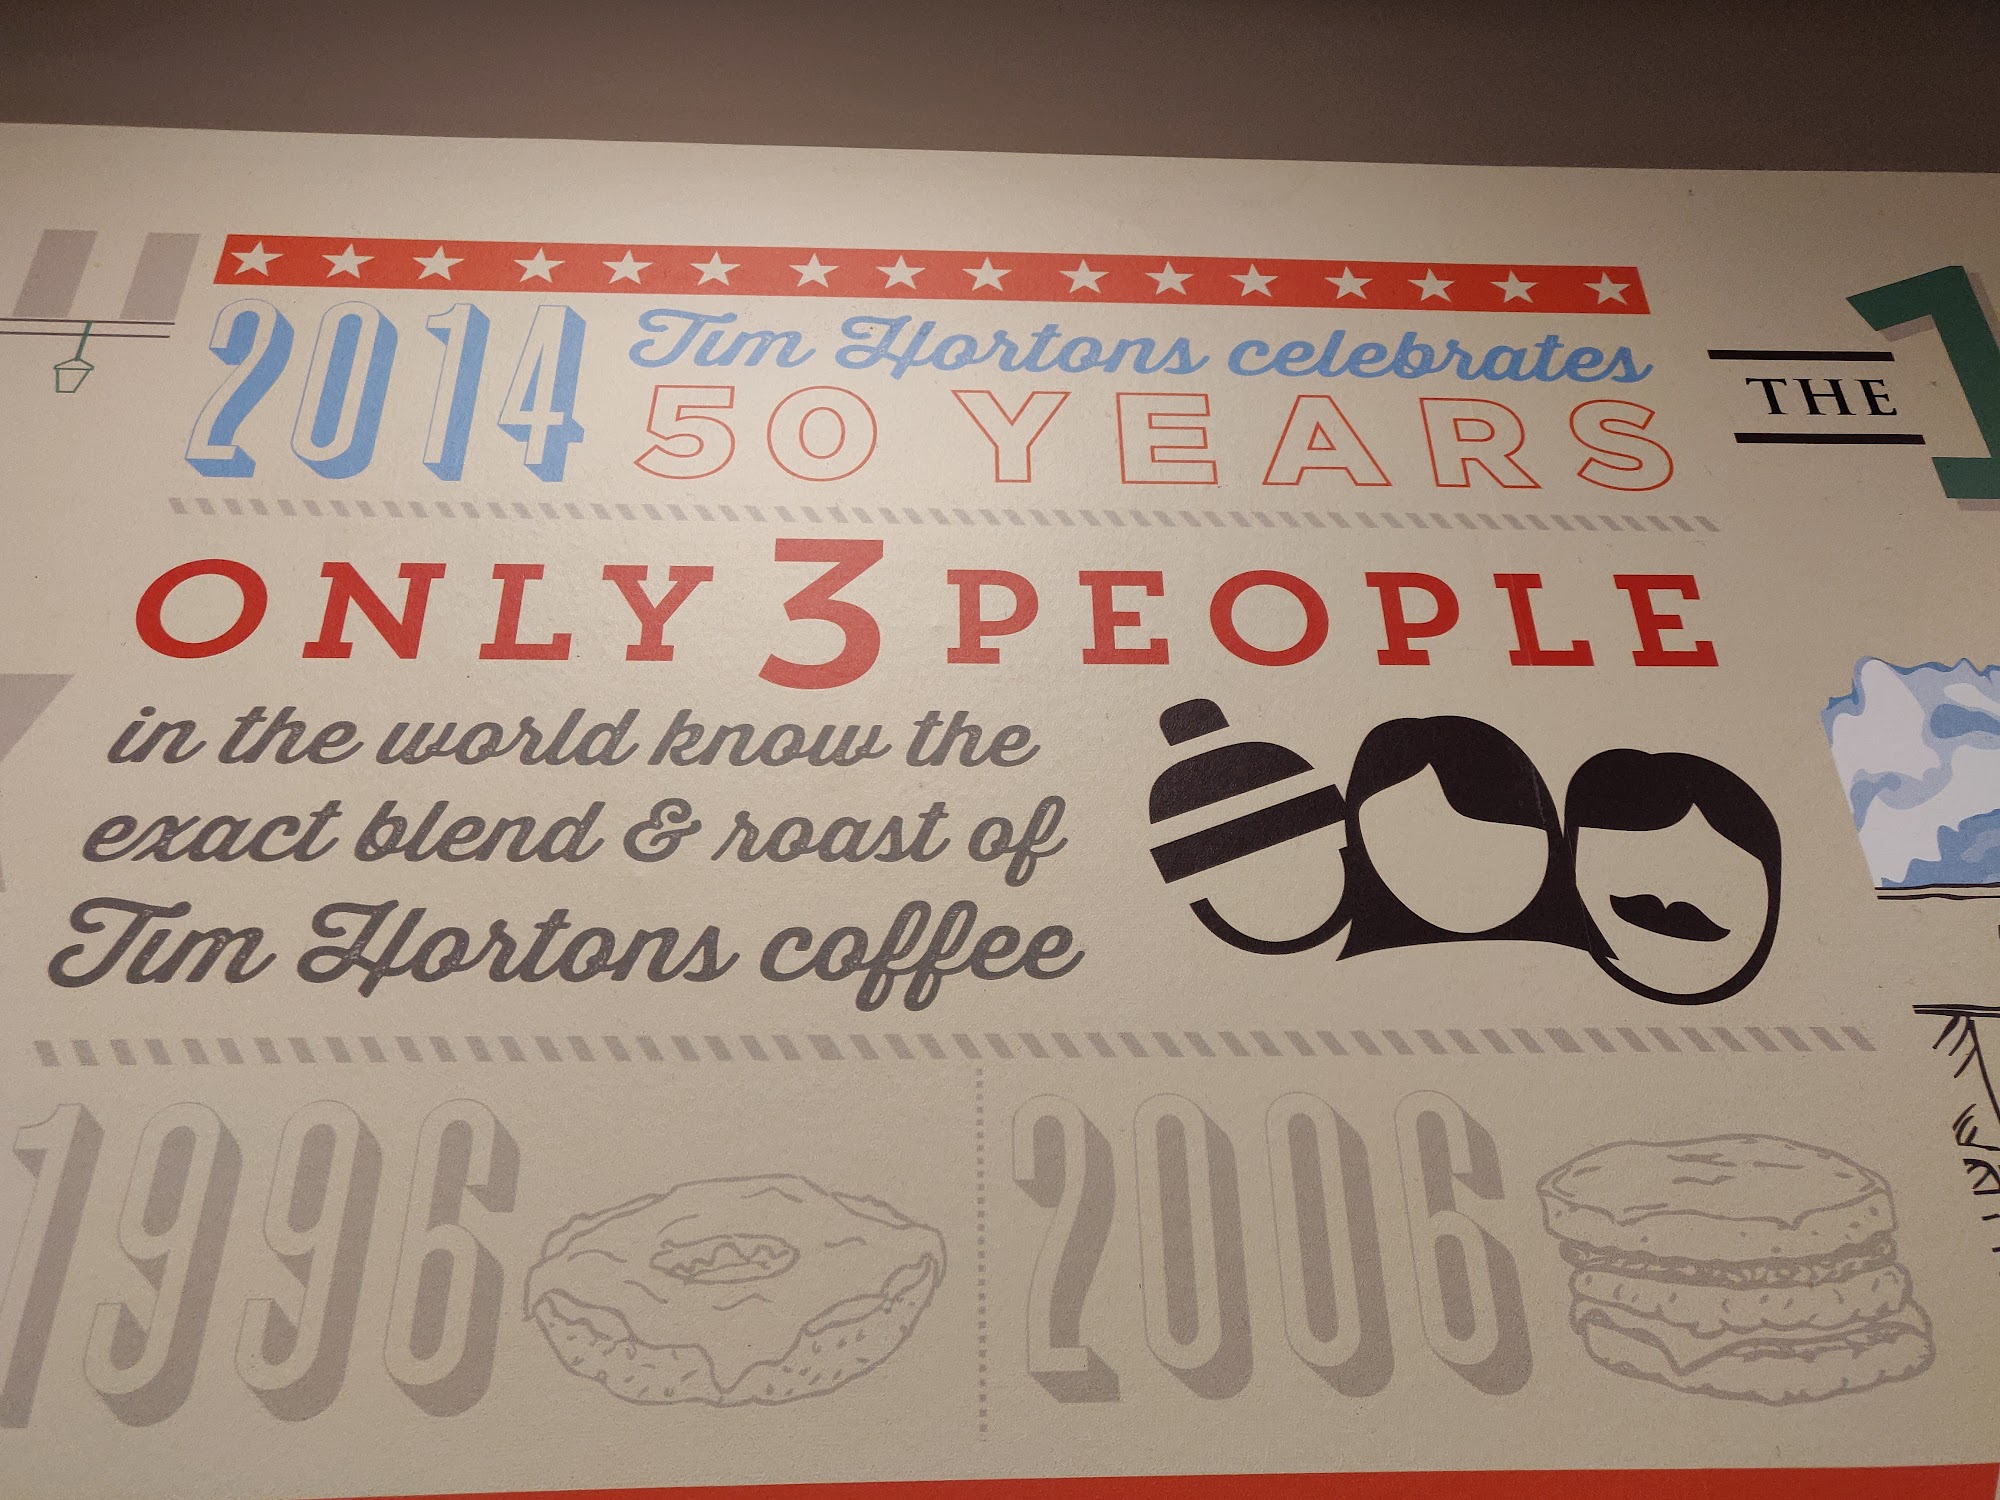 2014 Tim Hortons celebrates
50 YEARS
THE
ONLY 3 PEOPLE
in the world know the
exact blend & roast of
Tim Hortons coffee
1996
2006